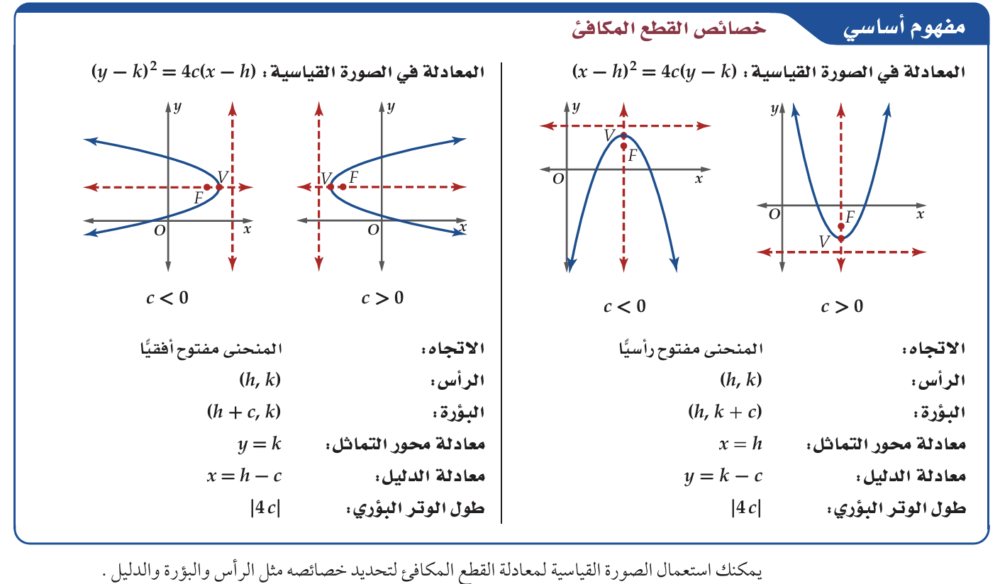 مفهوم أساسي
خصائص القطع المكافئ
المعادلة في الصورة القياسية: (x − h)² = 4c(y − k)
y
F
V
O
x
c > 0
y
V
F
O
x
c < 0
الاتجاه: المنحنى مفتوح رأسيًّا
الرأس: (h, k)
البؤرة: (h, k + c)
معادلة محور التماثل: x = h
معادلة الدليل: y = k − c
طول الوتر البؤري: |4c|
المعادلة في الصورة القياسية: (y − k)² = 4c(x − h)
y
V
F
O
x
c > 0
y
V
F
O
x
c < 0
الاتجاه: المنحنى مفتوح أفقيًّا
الرأس: (h, k)
البؤرة: (h + c, k)
معادلة محور التماثل: y = k
معادلة الدليل: x = h − c
طول الوتر البؤري: |4c|
يمكنك استعمال الصورة القياسية لمعادلة القطع المكافئ لتحديد خصائصه مثل الرأس والبؤرة والدليل .